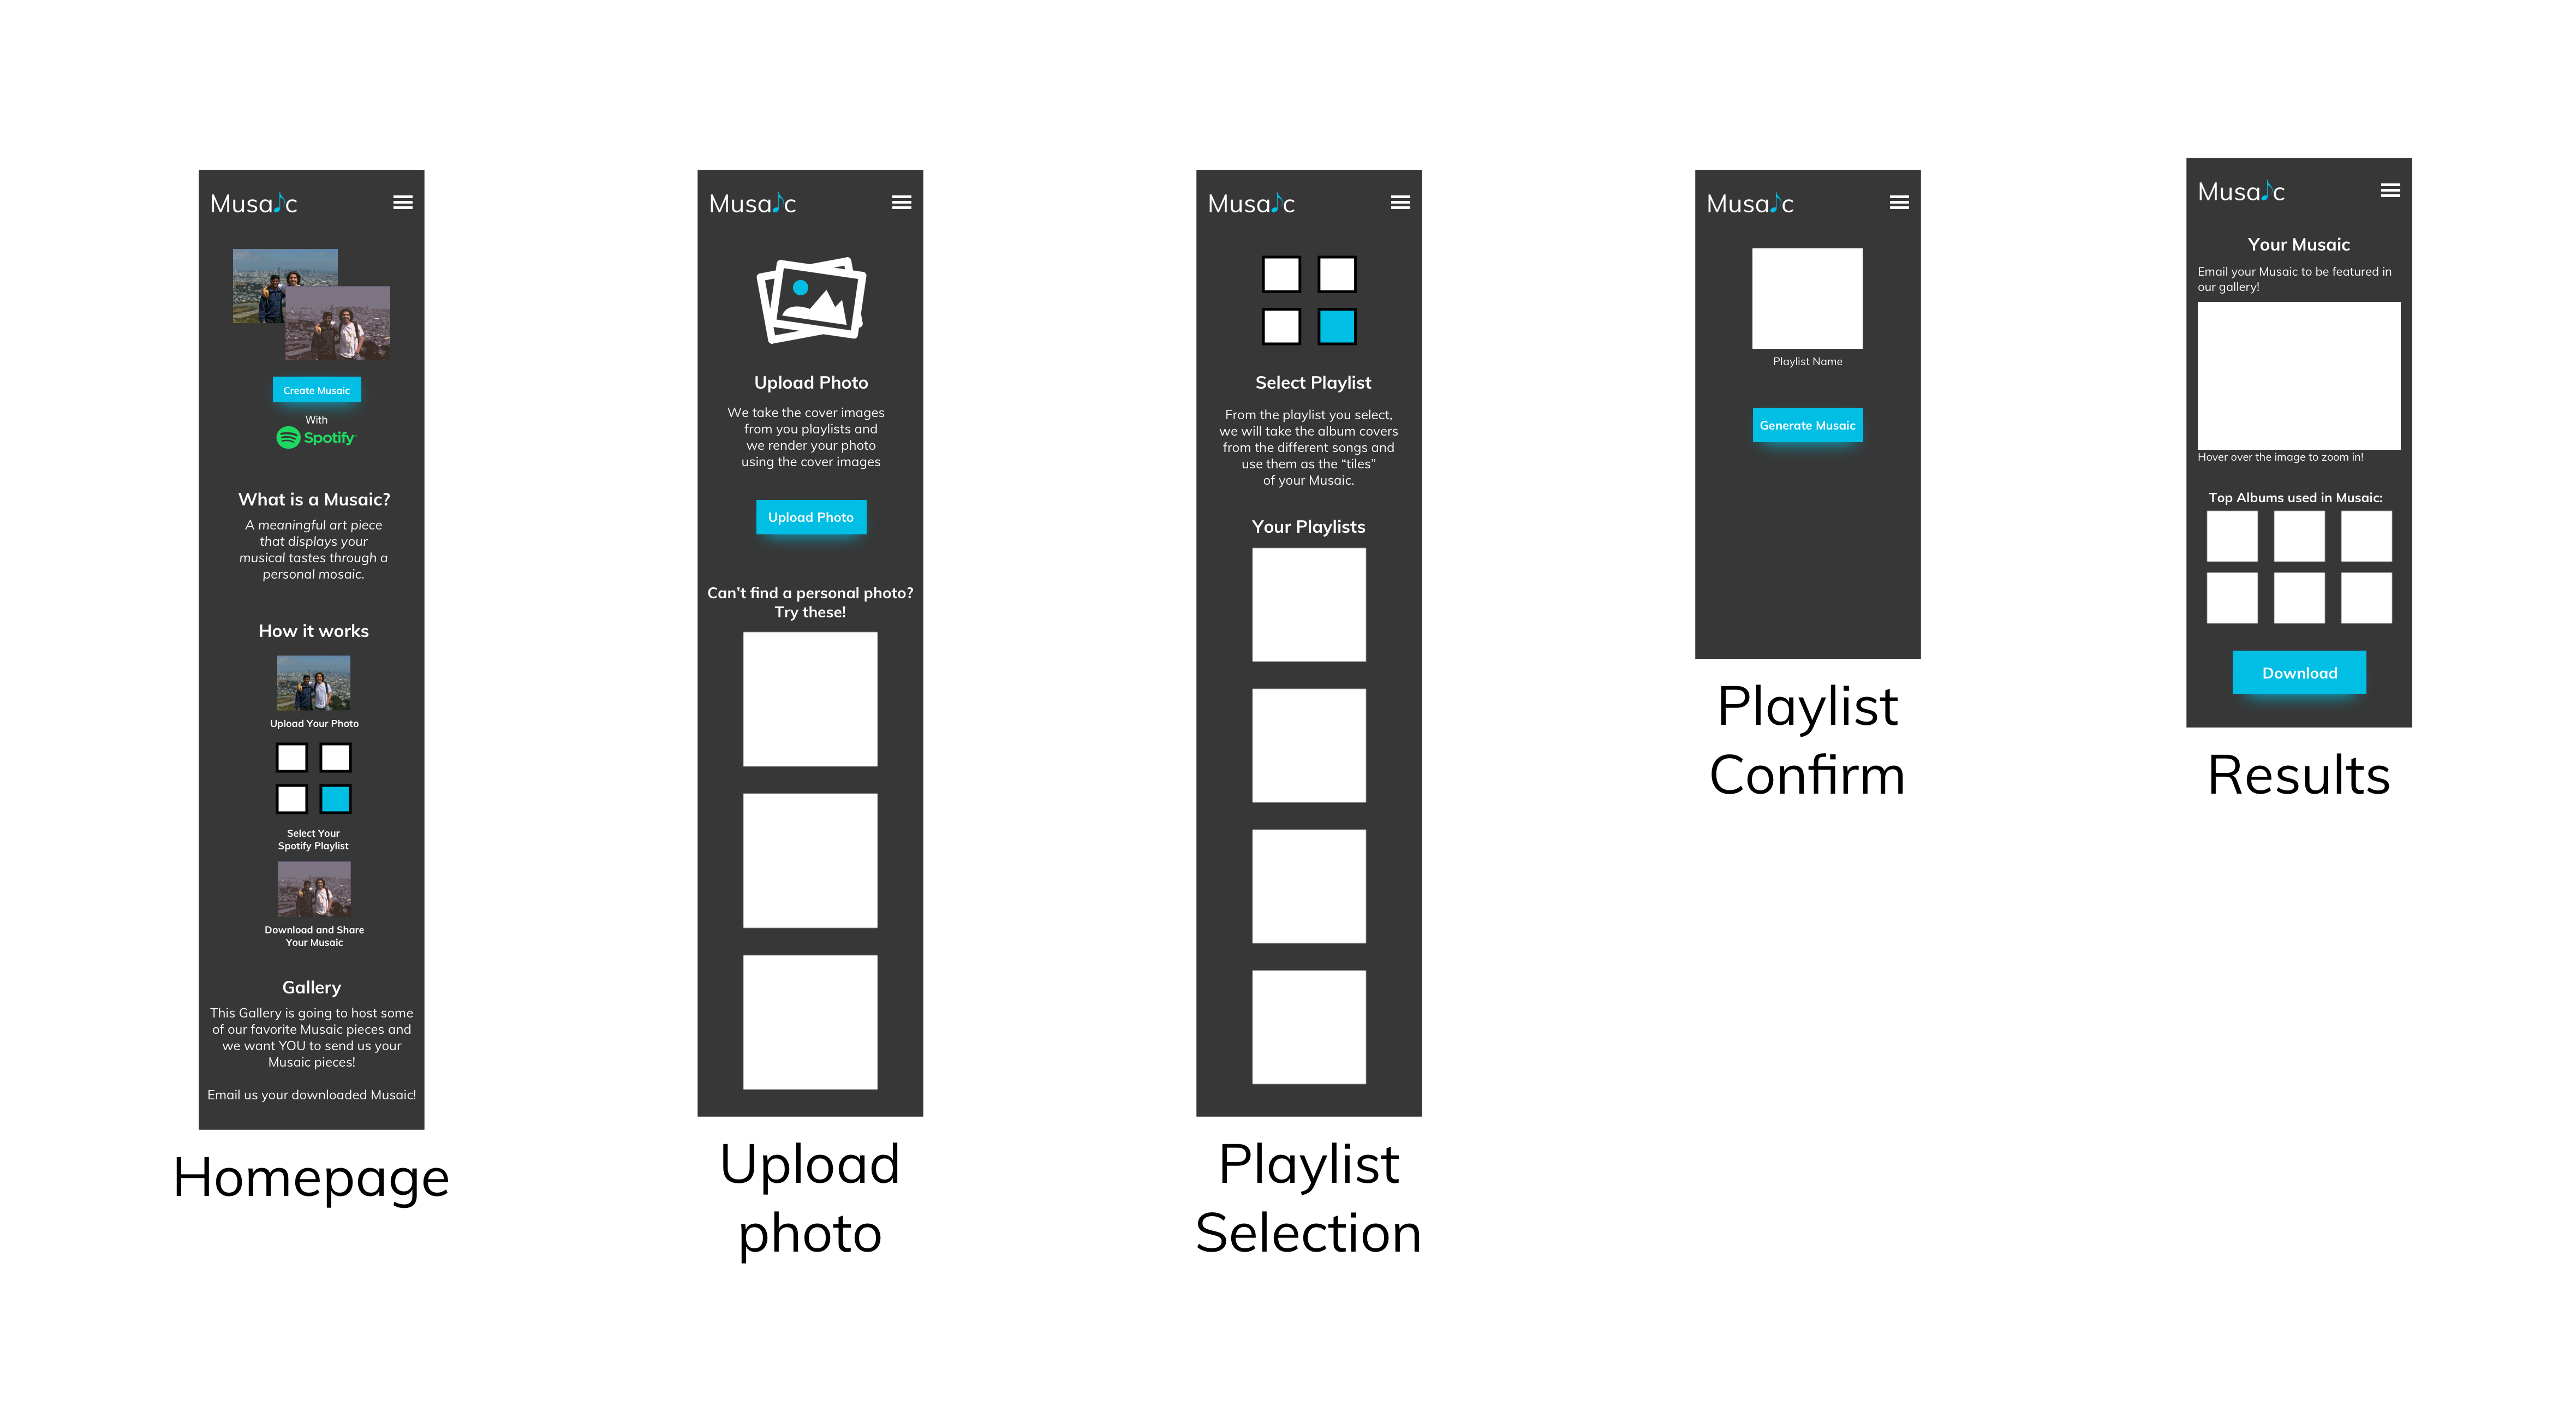 Musaic
Create Musaic
With
Spotify
What is a Musaic?
A meaningful art piece
that displays your
musical tastes through a
personal mosaic.
How it works
Upload Your Photo
Select Your
Spotify Playlist
Download and Share
Your Musaic
Gallery
This Gallery is going to host some
of our favorite Musaic pieces and
we want YOU to send us your
Musaic pieces!
Email us your downloaded Musaic!
Homepage
Musaic
Upload Photo
We take the cover images
from you playlists and
we render your photo
using the cover images
Upload Photo
Can't find a personal photo?
Try these!
Upload
photo
Musaic
Select Playlist
From the playlist you select,
we will take the album covers
from the different songs and
use them as the “tiles”
of your Musaic.
Your Playlists
Playlist
Selection
Musaic
Playlist Name
Generate Musaic
Playlist
Confirm
Musaic
Your Musaic
Email your Musaic to be featured in
our gallery!
Hover over the image to zoom in!
Top Albums used in Musaic:
Download
Results